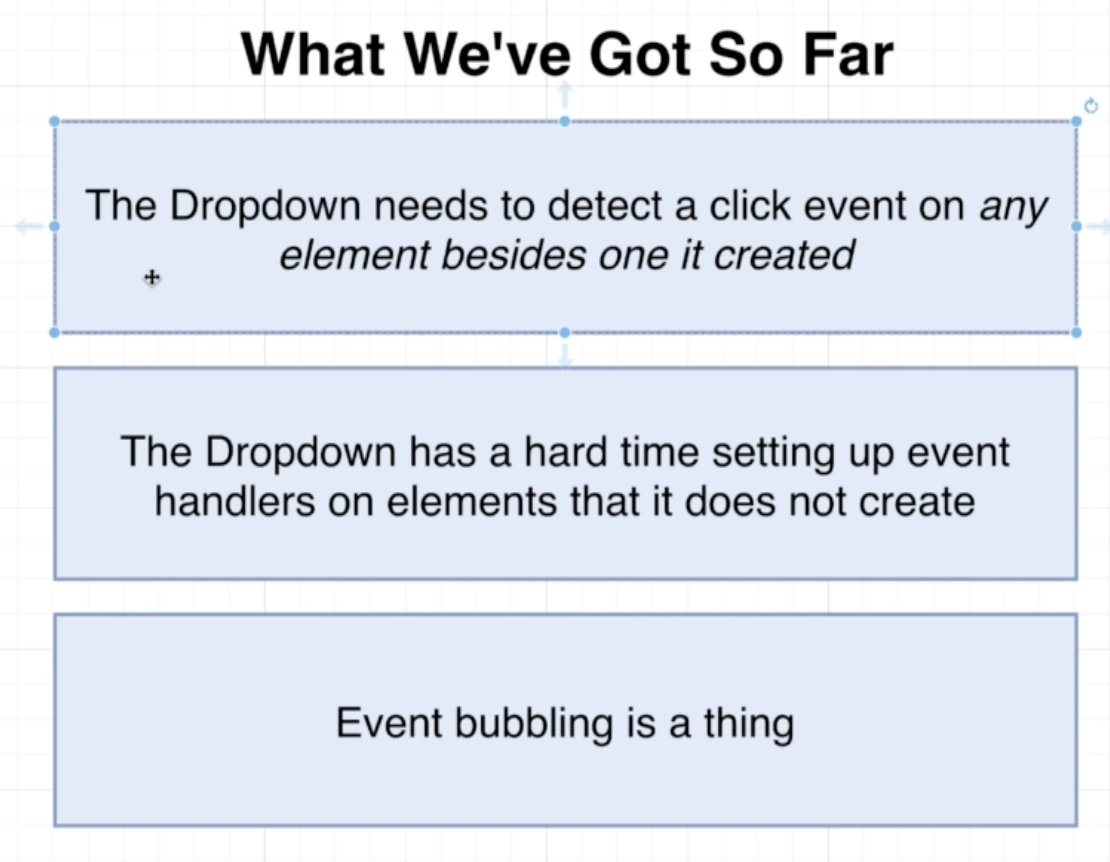 What We've Got So Far
The Dropdown needs to detect a click event on any
element besides one it created
The Dropdown has a hard time setting up event
handlers on elements that it does not create
Event bubbling is a thing